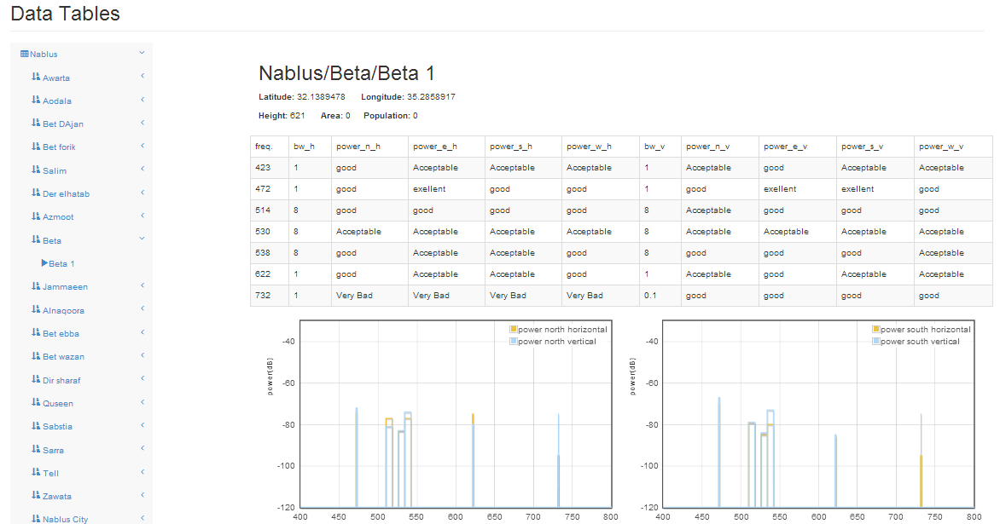 Data Tables
Nablus
Awarta
Aodala
Bet DAjan
Bet forik
Salim
Der elhatab
Azmoot
Beta
Beta 1
Jammaeen
Alnaqoora
Bet ebba
Bet wazan
Dir sharaf
Quseen
Sabstia
Sarra
Tell
Zawata
Nablus City
Nablus/Beta/Beta 1
Latitude: 32.1389478 Longitude: 35.2858917
Height: 621 Area: 0 Population: 0
freq. bw_h power_n_h power_e_h power_s_h power_w_h bw_v power_n_v power_e_v power_s_v power_w_v
423 1 good Acceptable Acceptable Acceptable 1 Acceptable good Acceptable Acceptable
472 1 good exellent good good 1 good exellent exellent good
514 8 good good good good 8 Acceptable good good good
530 8 Acceptable Acceptable Acceptable Acceptable 8 Acceptable Acceptable Acceptable Acceptable
538 8 good Acceptable Acceptable good 8 good good good Acceptable
622 1 good Acceptable Acceptable good 1 Acceptable good Acceptable Acceptable
732 1 Very Bad Very Bad Very Bad Very Bad 0.1 good good good good
power north horizontal
power north vertical
power(dB)
-40
-60
-80
-100
-120
400 450 500 550 600 650 700 750 800
power south horizontal
power south vertical
power(dB)
-40
-60
-80
-100
-120
400 450 500 550 600 650 700 750 800